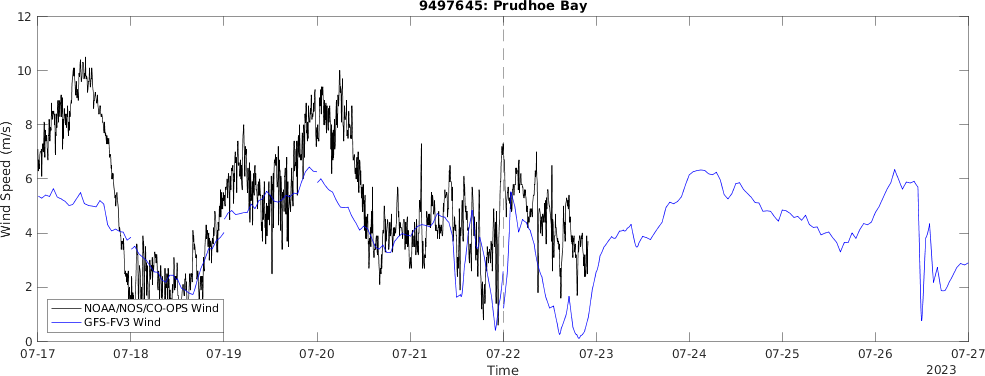 9497645: Prudhoe Bay
Wind Speed (m/s)
12
10
8
6
4
2
0
NOAA/NOS/CO-OPS Wind
GFS-FV3 Wind
07-17 07-18 07-19 07-20 07-21 07-22 07-23 07-24 07-25 07-26 07-27
Time
2023